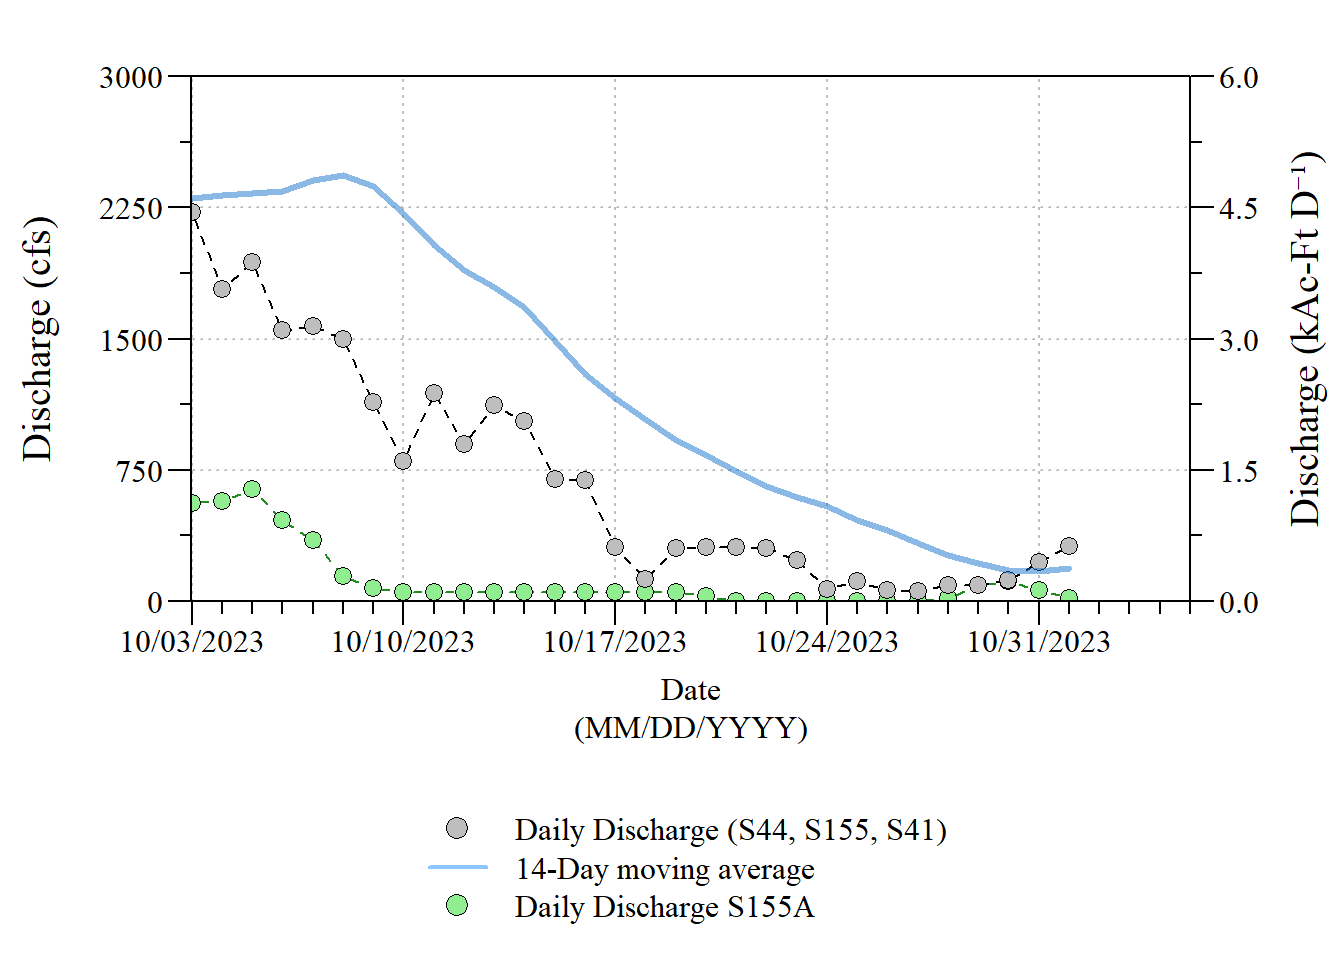 3000
2250
1500
750
0
Discharge (cfs)
6.0
4.5
3.0
1.5
0.0
Discharge (kAc-Ft D⁻¹)
10/03/2023 10/10/2023 10/17/2023 10/24/2023 10/31/2023
Date
(MM/DD/YYYY)
Daily Discharge (S44, S155, S41)
14-Day moving average
Daily Discharge S155A